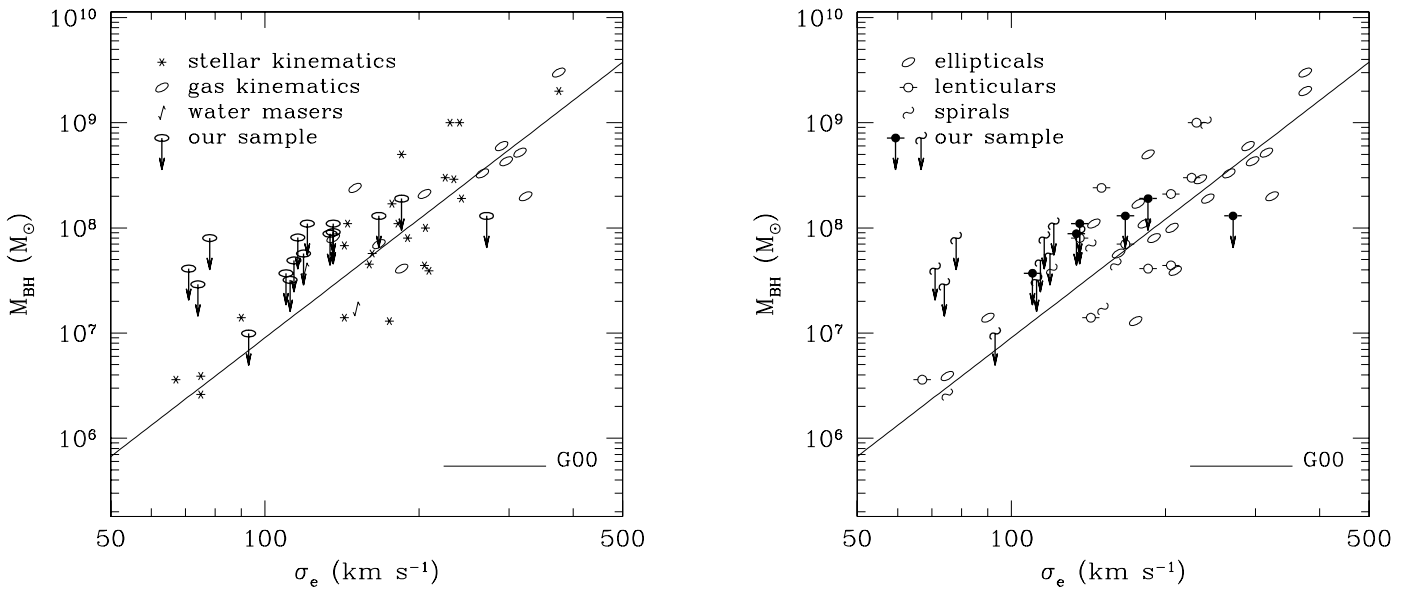 10¹⁰
10⁹
10⁸
10⁷
10⁶
M_BH (M⊙)
stellar kinematics
gas kinematics
water masers
our sample
G00
50 100 500
σ_e (km s⁻¹)
10¹⁰
10⁹
10⁸
10⁷
10⁶
M_BH (M⊙)
ellipticals
lenticulars
spirals
our sample
G00
50 100 500
σ_e (km s⁻¹)